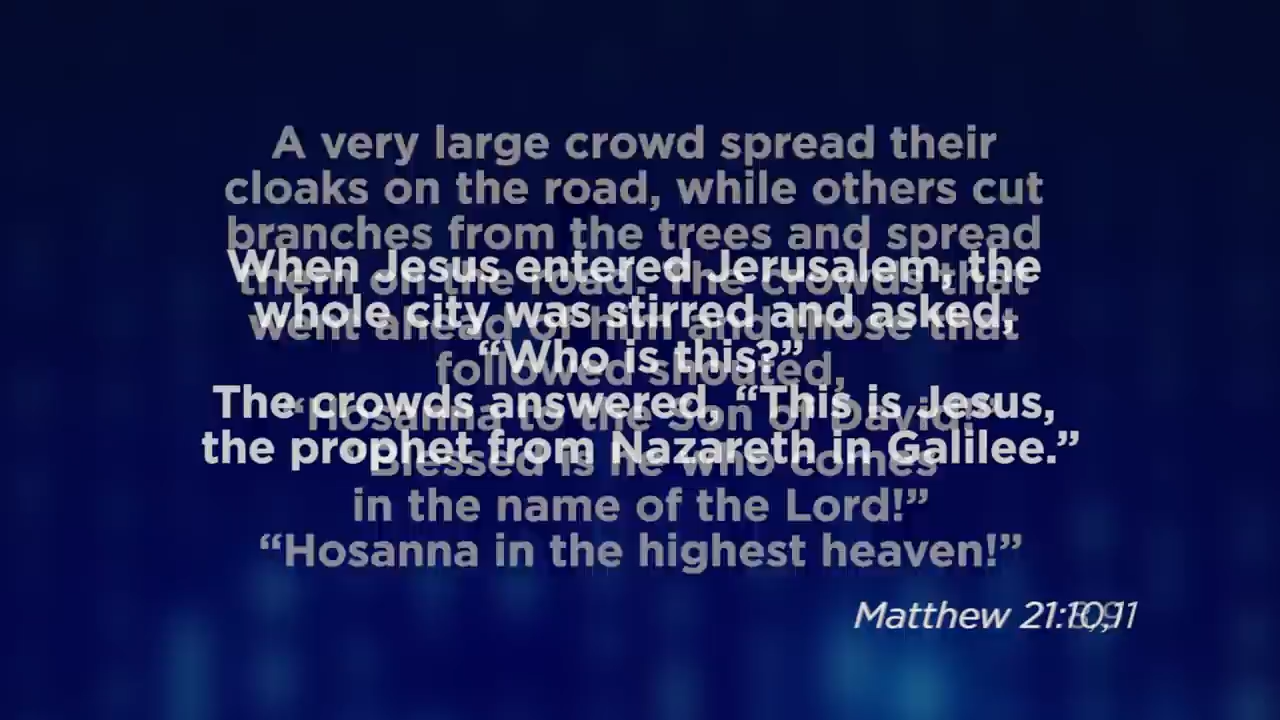 A very large crowd spread their
cloaks on the road, while others cut
branches from the trees and spread
them on the road. The crowds that
went ahead of him and those that
followed shouted,
“Hosanna to the Son of David!”
“Blessed is he who comes
in the name of the Lord!”
“Hosanna in the highest heaven!”
Matthew 21:8,9
When Jesus entered Jerusalem, the
whole city was stirred and asked,
“Who is this?”
The crowds answered, “This is Jesus,
the prophet from Nazareth in Galilee.”
Matthew 21:10,11